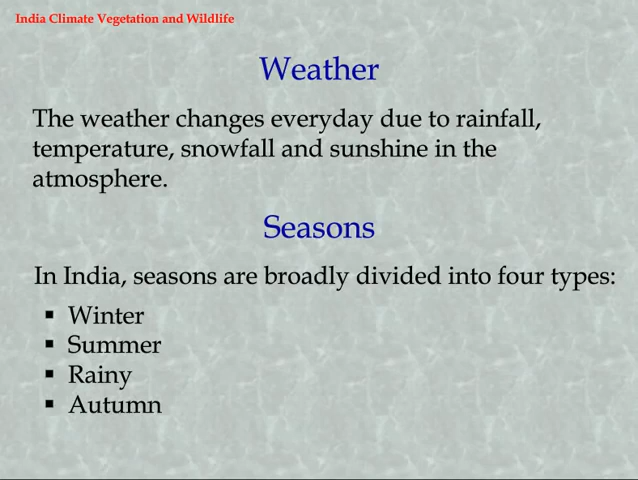 India Climate Vegetation and Wildlife
Weather
The weather changes everyday due to rainfall,
temperature, snowfall and sunshine in the
atmosphere.
Seasons
In India, seasons are broadly divided into four types:
▪ Winter
▪ Summer
▪ Rainy
▪ Autumn